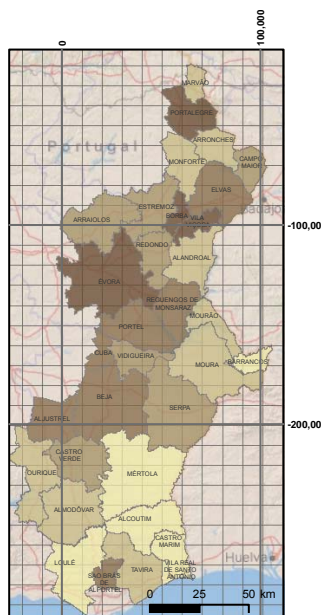 0
100,000
MARVÃO
PORTALEGRE
ARRONCHES
Portugal
MONFORTE
CAMPO
MAIOR
ELVAS
Badajo
ESTREMOZ
BORBA
VILA
ARRAIOLOS
-100,00
REDONDO
ALANDROAL
ÉVORA
REGUENGOS DE
MONSARAZ
MOURÃO
PORTEL
CUBA
VIDIGUEIRA
MOURA
BARRANCOS
BEJA
SERPA
ALJUSTREL
-200,00
CASTRO
VERDE
OURIQUE
MÉRTOLA
ALMODÔVAR
ALCOUTIM
CASTRO
MARIM
LOULÉ
Huelva
SÃO BRÁS
DE
ALPORTEL
TAVIRA
VILA REAL
DE SANTO
ANTÓNIO
0 25 50 km